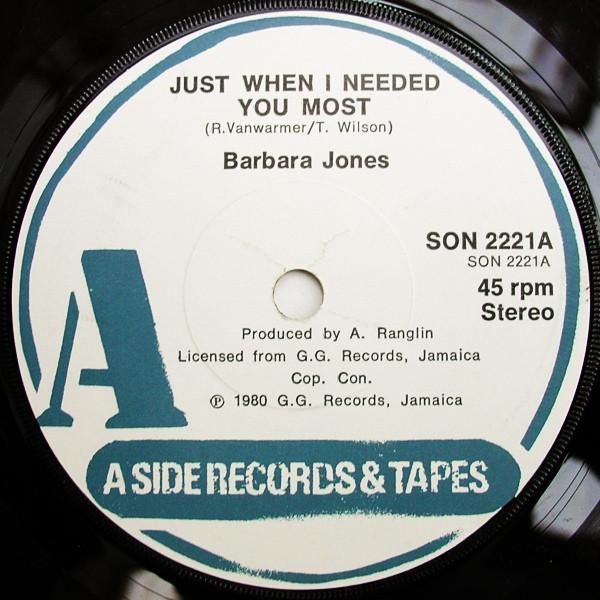 JUST WHEN I NEEDED
YOU MOST
(R.Vanwarmer/T. Wilson)
Barbara Jones
SON 2221A
SON 2221A
45 rpm
Stereo
Produced by A. Ranglin
Licensed from G.G. Records, Jamaica
Cop. Con.
℗ 1980 G.G. Records, Jamaica
A
A SIDE RECORDS & TAPES